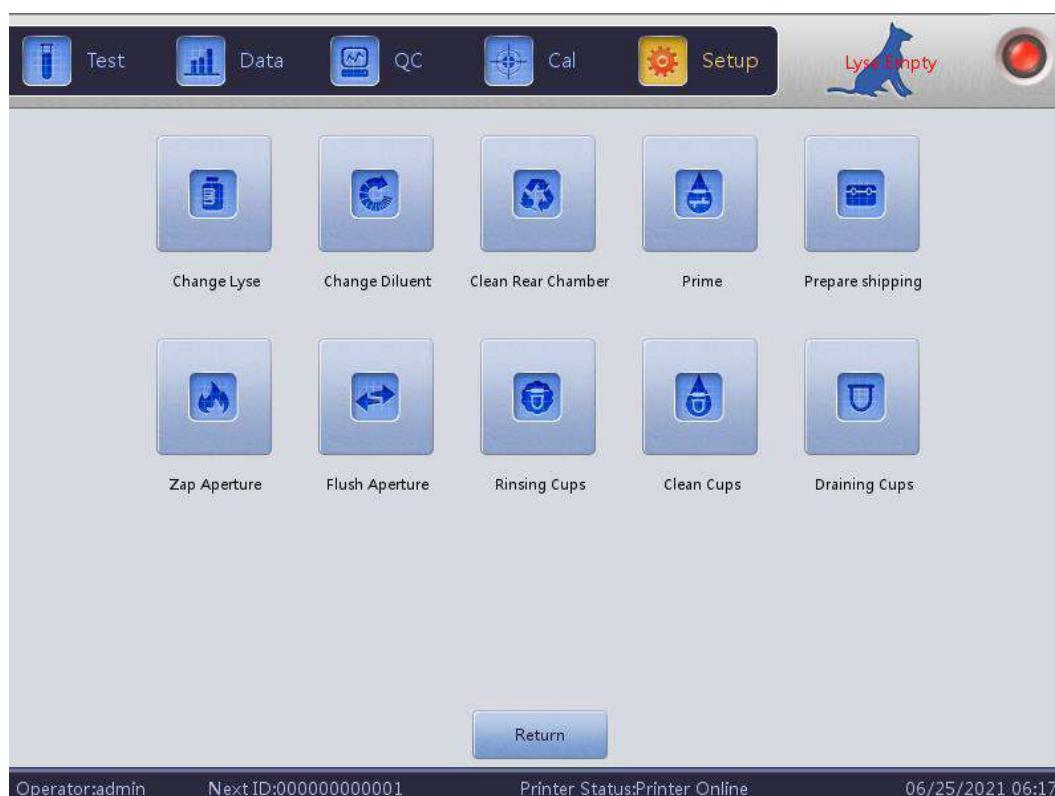 Test Data QC Cal Setup Lyse Empty
Change Lyse Change Diluent Clean Rear Chamber Prime Prepare shipping
Zap Aperture Flush Aperture Rinsing Cups Clean Cups Draining Cups
Return
Operator:admin Next ID:000000000001 Printer Status:Printer Online 06/25/2021 06:17